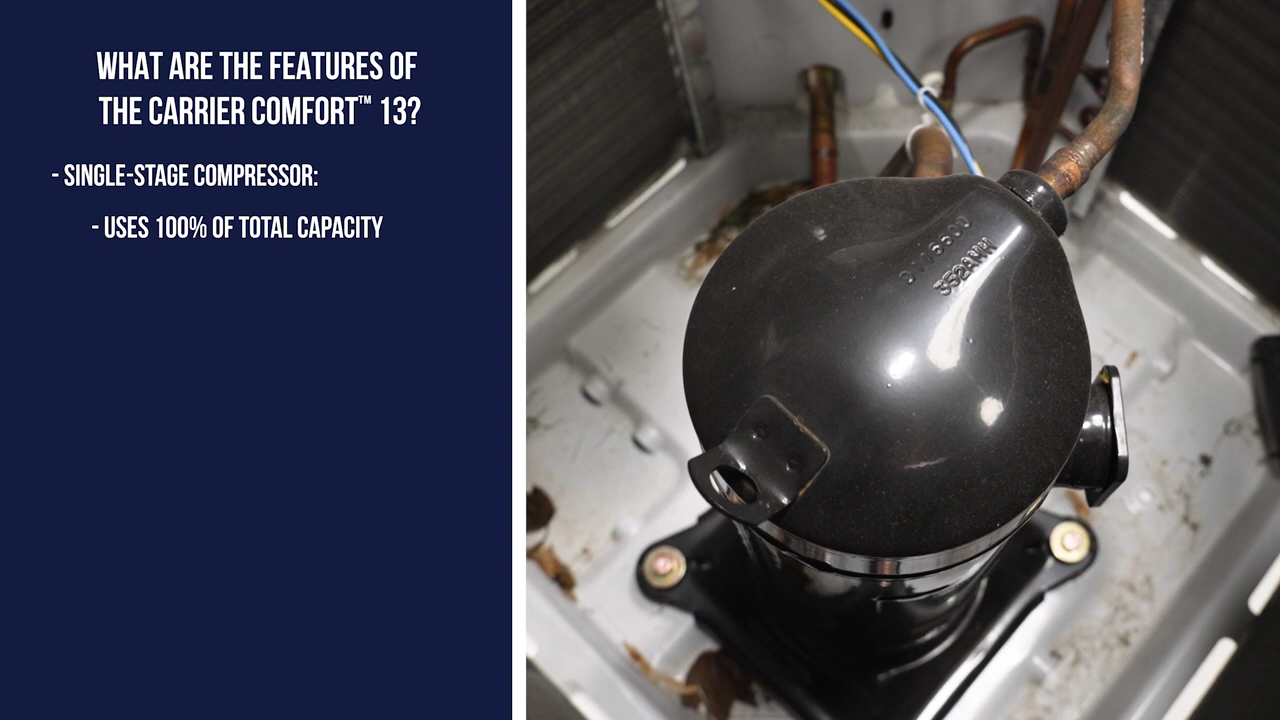 WHAT ARE THE FEATURES OF
THE CARRIER COMFORT™ 13?
- SINGLE-STAGE COMPRESSOR:
- USES 100% OF TOTAL CAPACITY